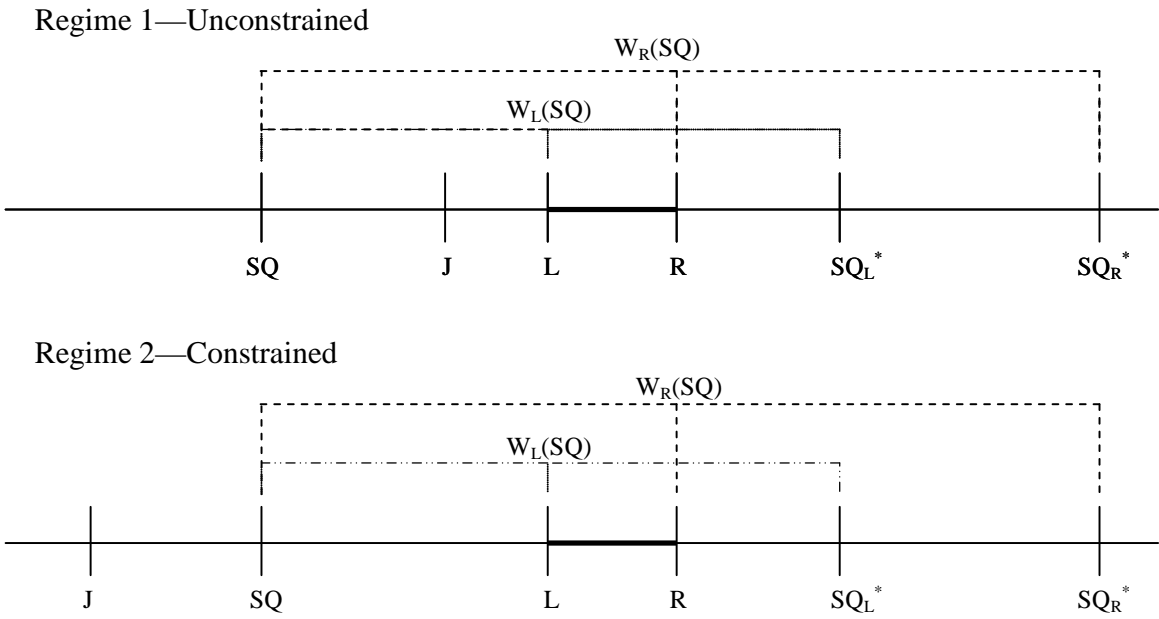 Regime 1—Unconstrained
W_R(SQ)
W_L(SQ)
SQ J L R SQ_L^* SQ_R^*
Regime 2—Constrained
W_R(SQ)
W_L(SQ)
J SQ L R SQ_L^* SQ_R^*